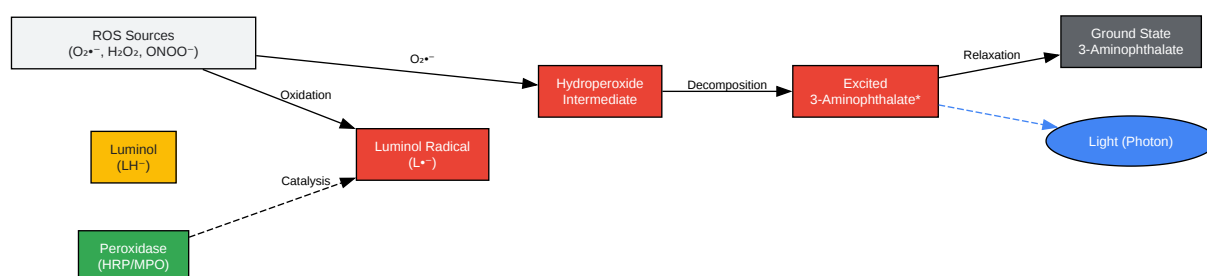 ROS Sources
(O₂•⁻, H₂O₂, ONOO⁻)
O₂•⁻
Oxidation
Luminol
(LH⁻)
Luminol Radical
(L•⁻)
Catalysis
Peroxidase
(HRP/MPO)
Hydroperoxide
Intermediate
Decomposition
Excited
3-Aminophthalate*
Relaxation
Ground State
3-Aminophthalate
Light (Photon)